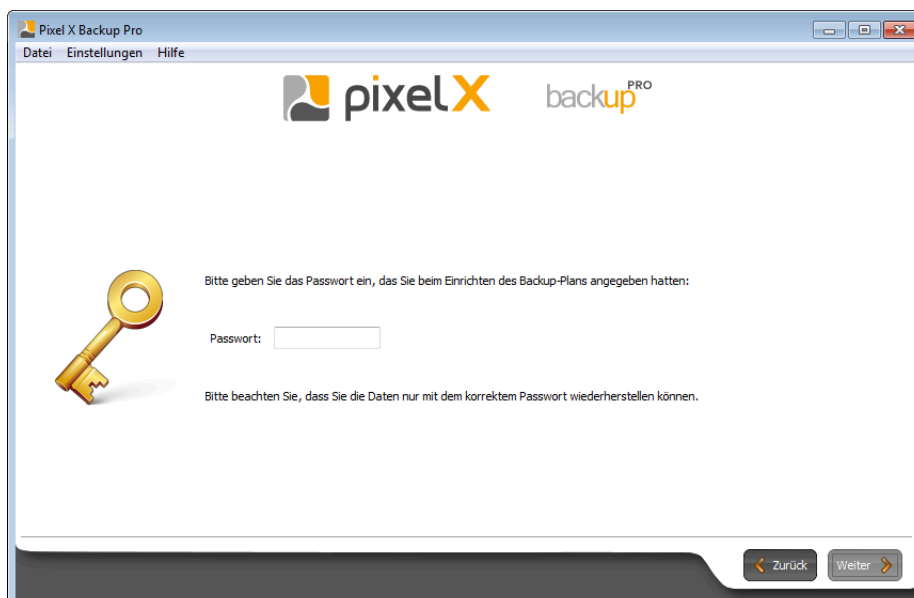 Pixel X Backup Pro
Datei Einstellungen Hilfe
pixelX backup PRO
Bitte geben Sie das Passwort ein, das Sie beim Einrichten des Backup-Plans angegeben hatten:
Passwort:
Bitte beachten Sie, dass Sie die Daten nur mit dem korrektem Passwort wiederherstellen können.
Zurück Weiter